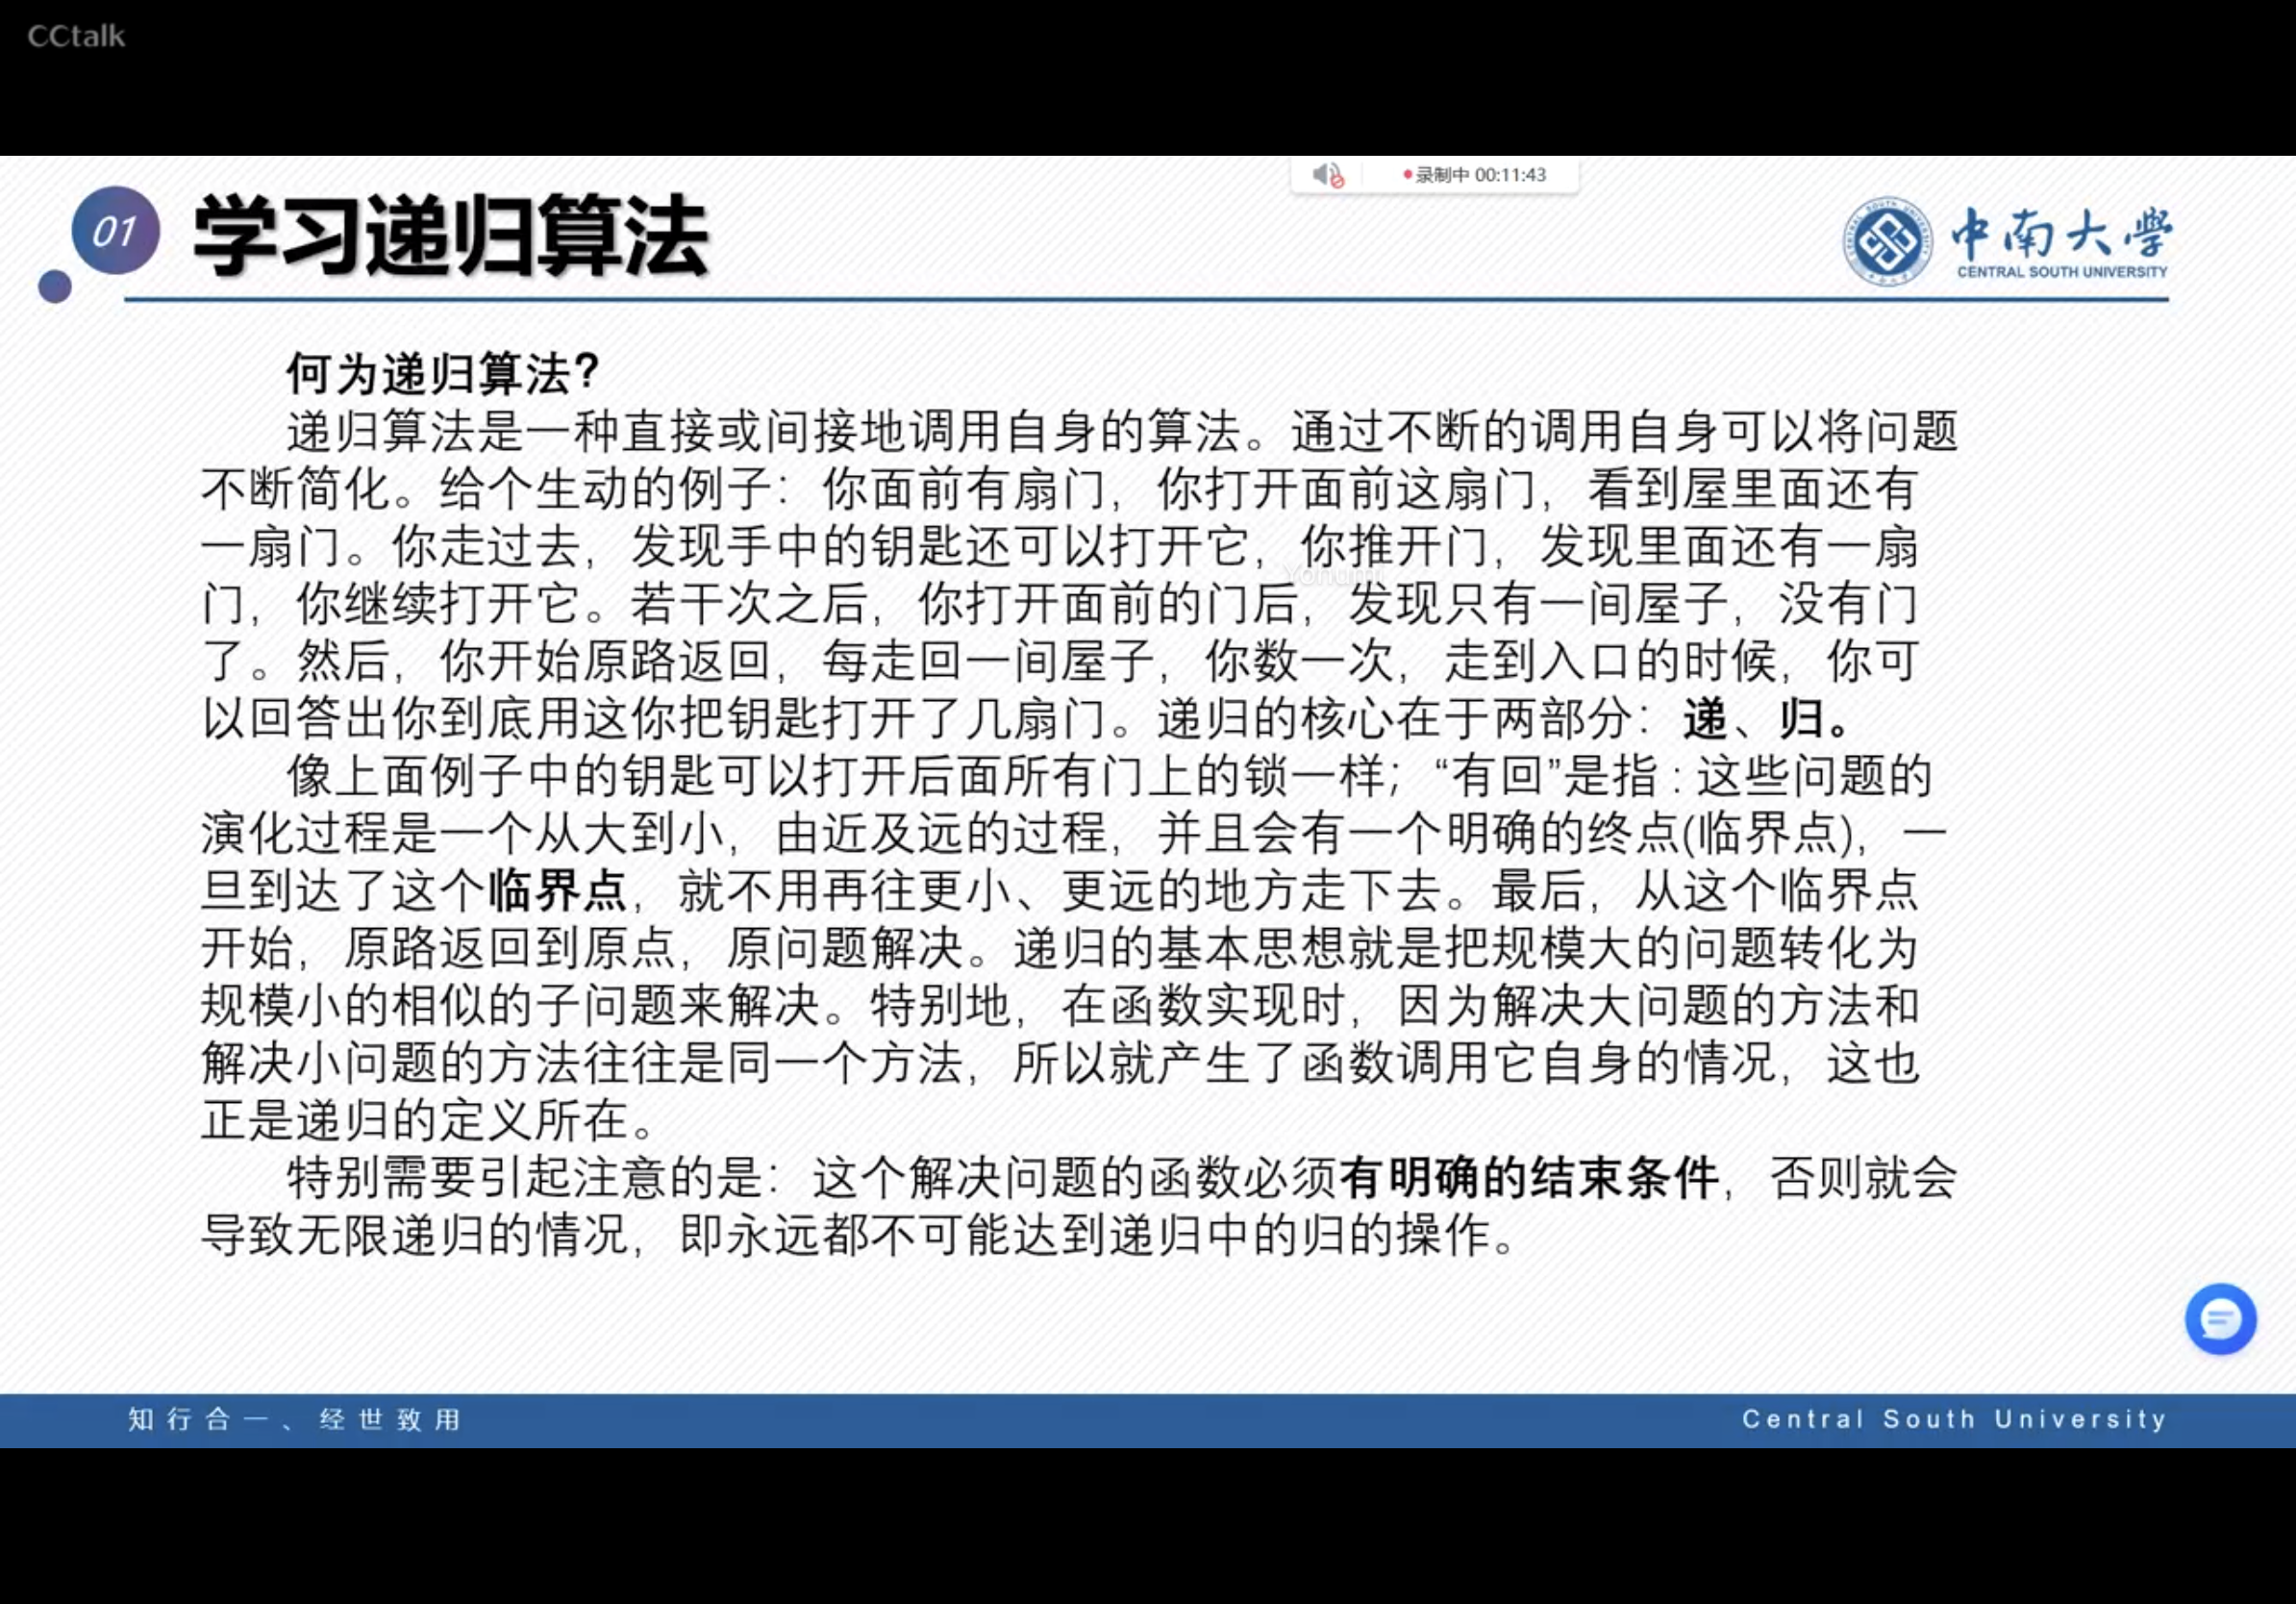 CCtalk
录制中 00:11:43
01 学习递归算法
中南大学
CENTRAL SOUTH UNIVERSITY
何为递归算法？
递归算法是一种直接或间接地调用自身的算法。通过不断的调用自身可以将问题
不断简化。给个生动的例子：你面前有扇门，你打开面前这扇门，看到屋里面还有
一扇门。你走过去，发现手中的钥匙还可以打开它，你推开门，发现里面还有一扇
门，你继续打开它。若干次之后，你打开面前的门后，发现只有一间屋子，没有门
了。然后，你开始原路返回，每走回一间屋子，你数一次，走到入口的时候，你可
以回答出你到底用这你把钥匙打开了几扇门。递归的核心在于两部分：递、归。
像上面例子中的钥匙可以打开后面所有门上的锁一样；“有回”是指：这些问题的
演化过程是一个从大到小，由近及远的过程，并且会有一个明确的终点(临界点)，一
旦到达了这个临界点，就不用再往更小、更远的地方走下去。最后，从这个临界点
开始，原路返回到原点，原问题解决。递归的基本思想就是把规模大的问题转化为
规模小的相似的子问题来解决。特别地，在函数实现时，因为解决大问题的方法和
解决小问题的方法往往是同一个方法，所以就产生了函数调用它自身的情况，这也
正是递归的定义所在。
特别需要引起注意的是：这个解决问题的函数必须有明确的结束条件，否则就会
导致无限递归的情况，即永远都不可能达到递归中的归的操作。
知行合一、经世致用
Central South University